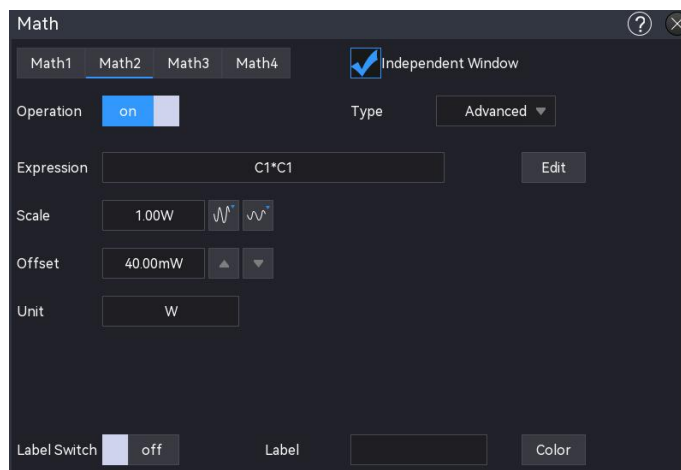 Math ?
Math1 Math2 Math3 Math4 Independent Window
Operation on Type Advanced
Expression C1*C1 Edit
Scale 1.00W
Offset 40.00mW
Unit W
Label Switch off Label Color